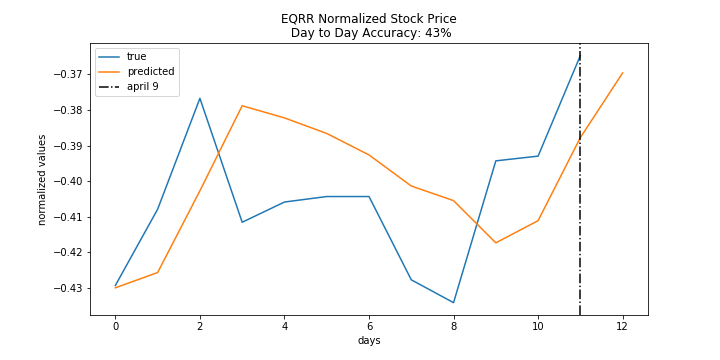 EQRR Normalized Stock Price
Day to Day Accuracy: 43%
true
predicted
april 9
normalized values
−0.37
−0.38
−0.39
−0.40
−0.41
−0.42
−0.43
0
2
4
6
8
10
12
days